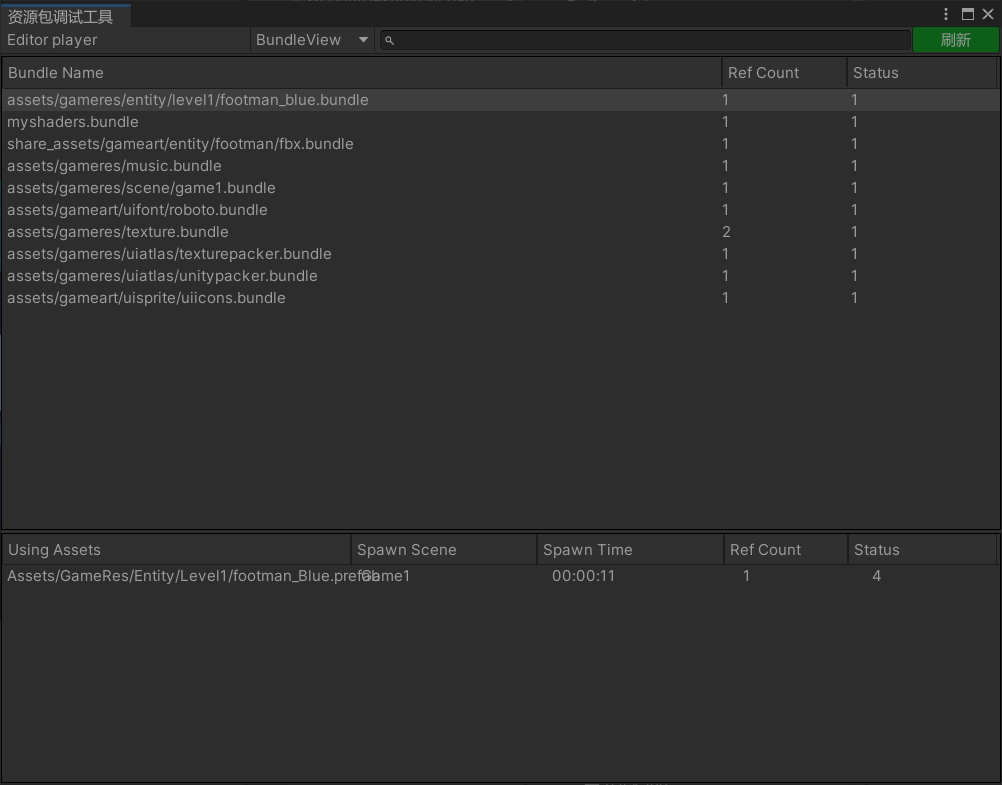 资源包调试工具
Editor player BundleView 刷新
Bundle Name Ref Count Status
assets/gameres/entity/level1/footman_blue.bundle 1 1
myshaders.bundle 1 1
share_assets/gameart/entity/footman/fbx.bundle 1 1
assets/gameres/music.bundle 1 1
assets/gameres/scene/game1.bundle 1 1
assets/gameart/uifont/roboto.bundle 1 1
assets/gameres/texture.bundle 2 1
assets/gameres/uiatlas/texturepacker.bundle 1 1
assets/gameres/uiatlas/unitypacker.bundle 1 1
assets/gameart/uisprite/uiicons.bundle 1 1
Using Assets Spawn Scene Spawn Time Ref Count Status
Assets/GameRes/Entity/Level1/footman_Blue.prefab Game1 00:00:11 1 4